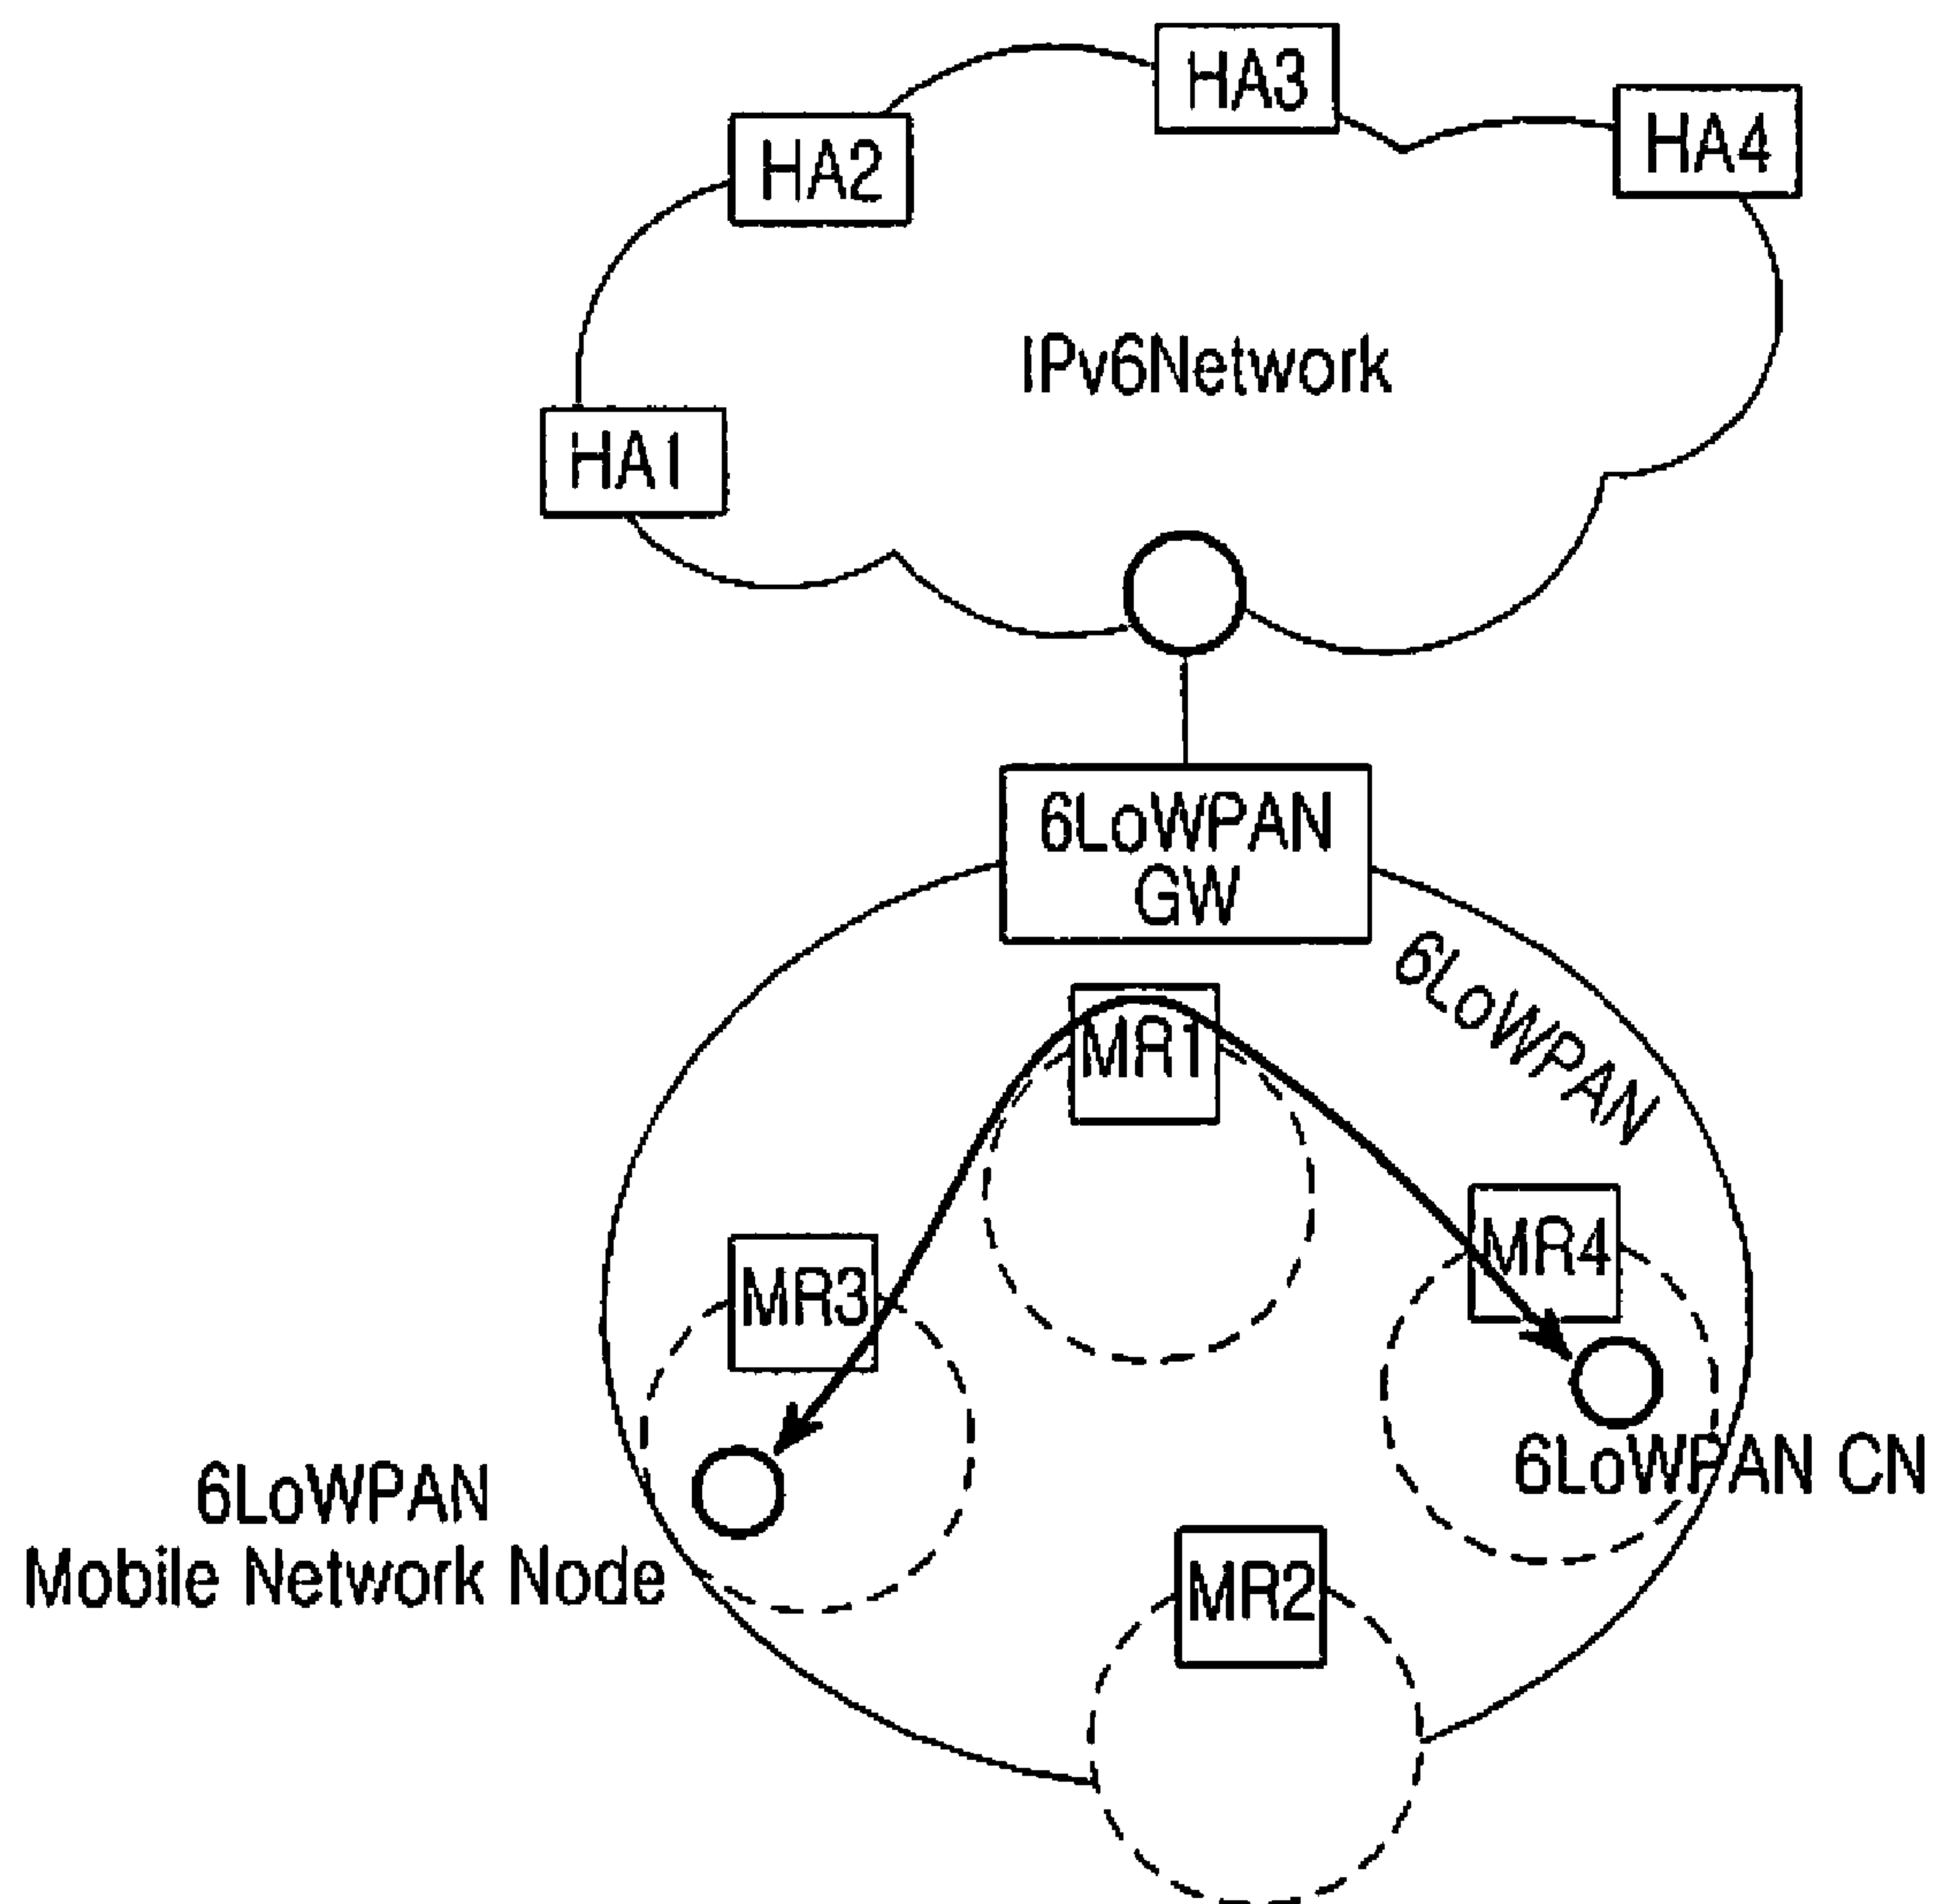 HA3
HA4
HA2
IPv6Network
HA1
6LoWPAN
GW
6LoWPAN
MR1
MR4
MR3
6LoWPAN CN
6LoWPAN
Mobile Network Node
MR2